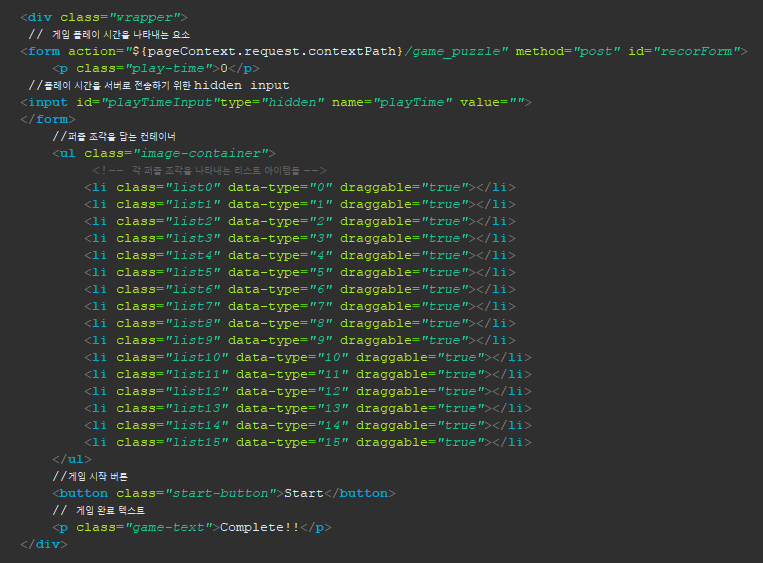 <div class="wrapper">
// 게임 플레이 시간을 나타내는 요소
<form action="${pageContext.request.contextPath}/game_puzzle" method="post" id="recorForm">
<p class="play-time">0</p>
//플레이 시간을 서버로 전송하기 위한 hidden input
<input id="playTimeInput"type="hidden" name="playTime" value="">
</form>
//퍼즐 조각을 담는 컨테이너
<ul class="image-container">
<!-- 각 퍼즐 조각을 나타내는 리스트 아이템들 -->
<li class="list0" data-type="0" draggable="true"></li>
<li class="list1" data-type="1" draggable="true"></li>
<li class="list2" data-type="2" draggable="true"></li>
<li class="list3" data-type="3" draggable="true"></li>
<li class="list4" data-type="4" draggable="true"></li>
<li class="list5" data-type="5" draggable="true"></li>
<li class="list6" data-type="6" draggable="true"></li>
<li class="list7" data-type="7" draggable="true"></li>
<li class="list8" data-type="8" draggable="true"></li>
<li class="list9" data-type="9" draggable="true"></li>
<li class="list10" data-type="10" draggable="true"></li>
<li class="list11" data-type="11" draggable="true"></li>
<li class="list12" data-type="12" draggable="true"></li>
<li class="list13" data-type="13" draggable="true"></li>
<li class="list14" data-type="14" draggable="true"></li>
<li class="list15" data-type="15" draggable="true"></li>
</ul>
//게임 시작 버튼
<button class="start-button">Start</button>
// 게임 완료 텍스트
<p class="game-text">Complete!!</p>
</div>